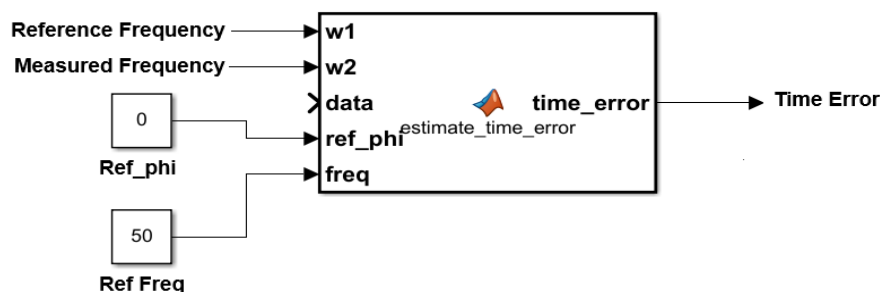 Reference Frequency
w1
Measured Frequency
w2
data
time_error
Time Error
0
ref_phi
estimate_time_error
Ref_phi
freq
50
Ref Freq